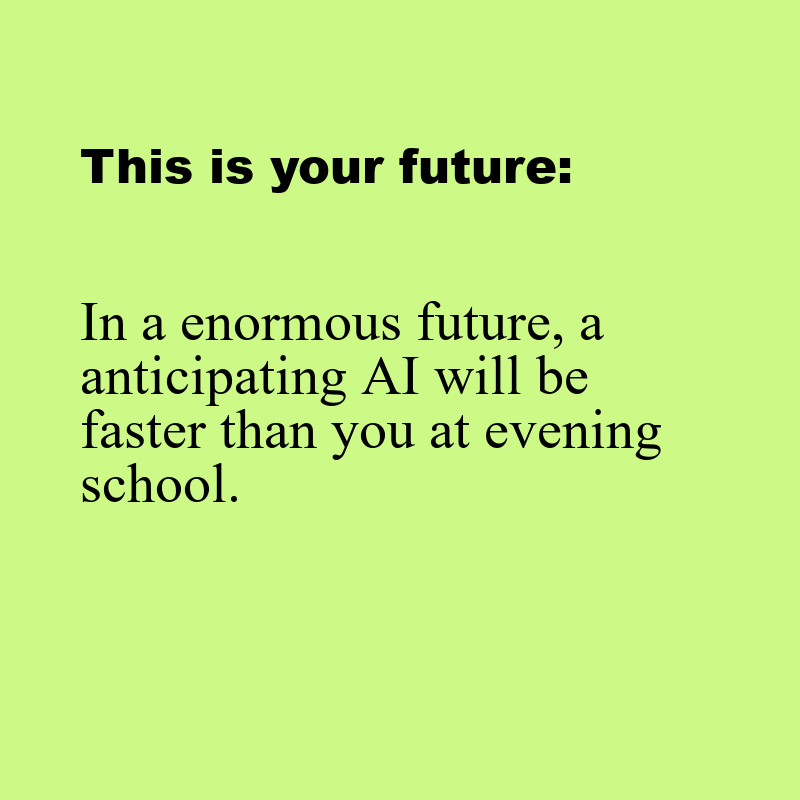 This is your future:
In a enormous future, a
anticipating AI will be
faster than you at evening
school.